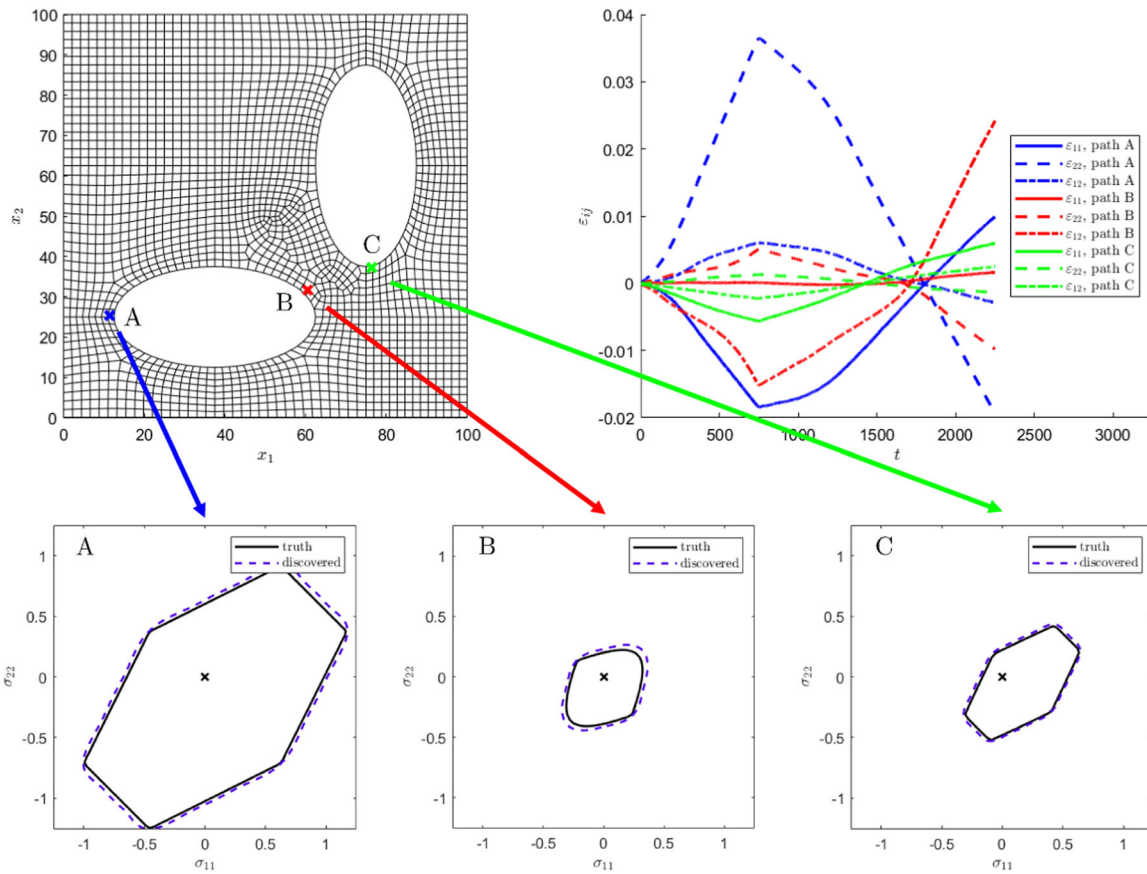 100
90
80
70
60
50
40
30
20
10
0
x₂
0 20 40 60 80 100
x₁
A
B
C
0.04
0.03
0.02
0.01
0
-0.01
-0.02
ε_ij
0 500 1000 1500 2000 2500 3000
t
ε₁₁, path A
ε₂₂, path A
ε₁₂, path A
ε₁₁, path B
ε₂₂, path B
ε₁₂, path B
ε₁₁, path C
ε₂₂, path C
ε₁₂, path C
A
truth
discovered
1
0.5
0
-0.5
-1
σ₂₂
-1 -0.5 0 0.5 1
σ₁₁
B
truth
discovered
1
0.5
0
-0.5
-1
σ₂₂
-1 -0.5 0 0.5 1
σ₁₁
C
truth
discovered
1
0.5
0
-0.5
-1
σ₂₂
-1 -0.5 0 0.5 1
σ₁₁